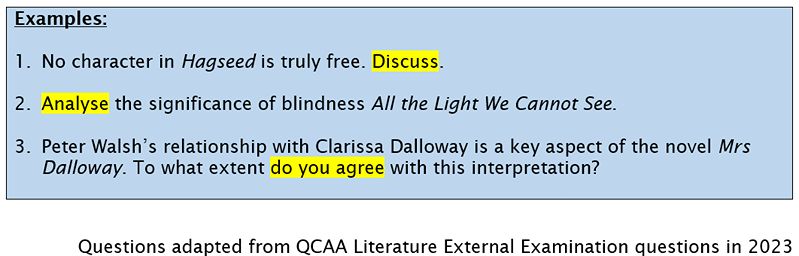 Examples:
1. No character in Hagseed is truly free. Discuss.
2. Analyse the significance of blindness All the Light We Cannot See.
3. Peter Walsh’s relationship with Clarissa Dalloway is a key aspect of the novel Mrs
Dalloway. To what extent do you agree with this interpretation?
Questions adapted from QCAA Literature External Examination questions in 2023